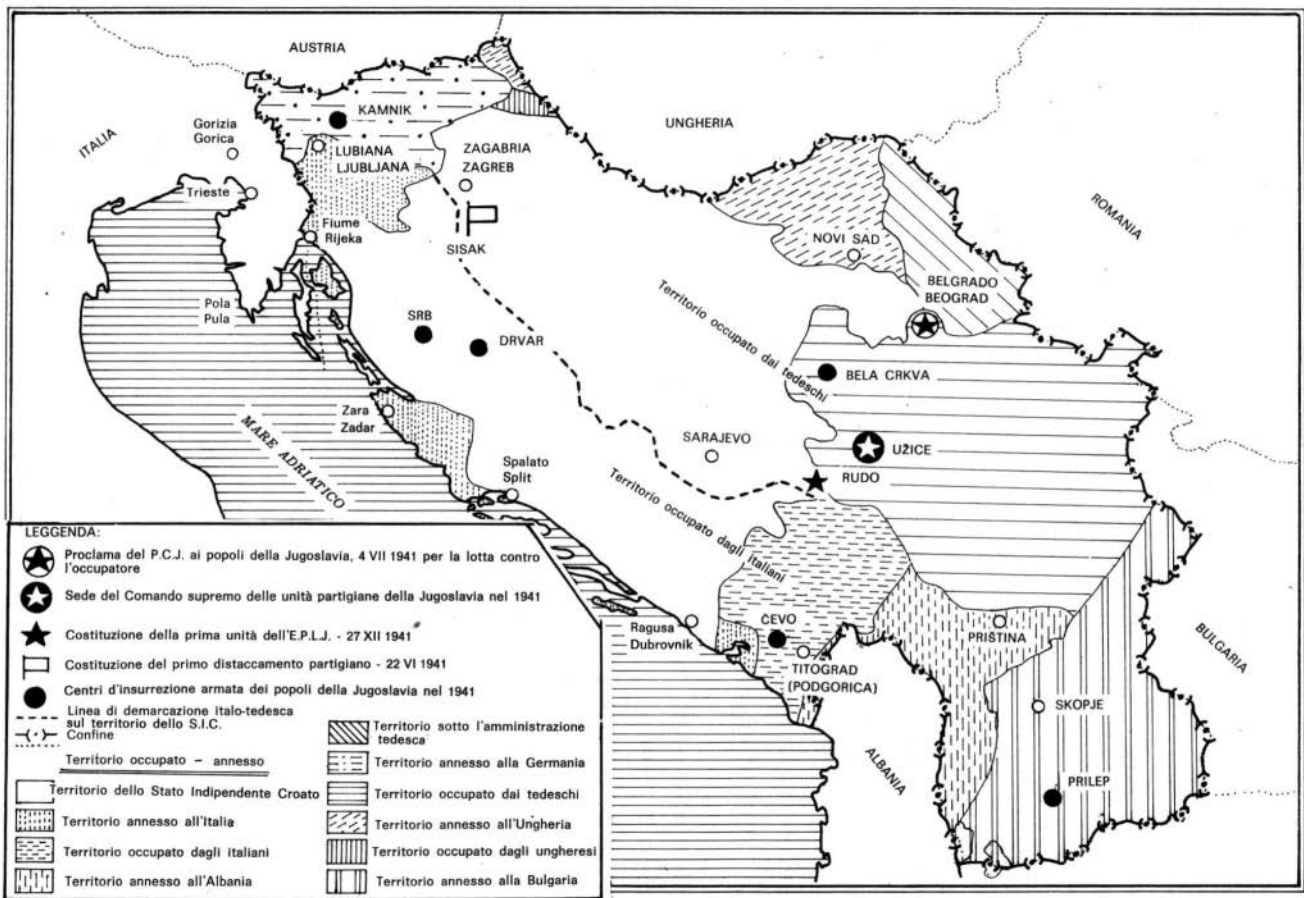 AUSTRIA
KAMNIK
UNGHERIA
Gorizia
Gorica
ITALIA
LUBIANA
LJUBLJANA
ZAGABRIA
ZAGREB
Trieste
ROMANIA
Fiume
Rijeka
SISAK
NOVI SAD
BELGRADO
BEOGRAD
Pola
Pula
SRB
DRVAR
Territorio occupato dai tedeschi
BELA CRKVA
Zara
Zadar
MARE ADRIATICO
SARAJEVO
UŽICE
RUDO
Spalato
Split
Territorio occupato dagli italiani
Ragusa
Dubrovnik
ČEVO
TITOGRAD
(PODGORICA)
PRIŠTINA
BULGARIA
SKOPJE
ALBANIA
PRILEP
LEGGENDA:
Proclama del P.C.J. ai popoli della Jugoslavia, 4 VII 1941 per la lotta contro
l'occupatore
Sede del Comando supremo delle unità partigiane della Jugoslavia nel 1941
Costituzione della prima unità dell'E.P.L.J. - 27 XII 1941
Costituzione del primo distaccamento partigiano - 22 VI 1941
Centri d'insurrezione armata dei popoli della Jugoslavia nel 1941
Linea di demarcazione italo-tedesca
sul territorio dello S.I.C.
Confine
Territorio occupato - annesso
Territorio dello Stato Indipendente Croato
Territorio annesso all'Italia
Territorio occupato dagli italiani
Territorio annesso all'Albania
Territorio sotto l'amministrazione
tedesca
Territorio annesso alla Germania
Territorio occupato dai tedeschi
Territorio annesso all'Ungheria
Territorio occupato dagli ungheresi
Territorio annesso alla Bulgaria